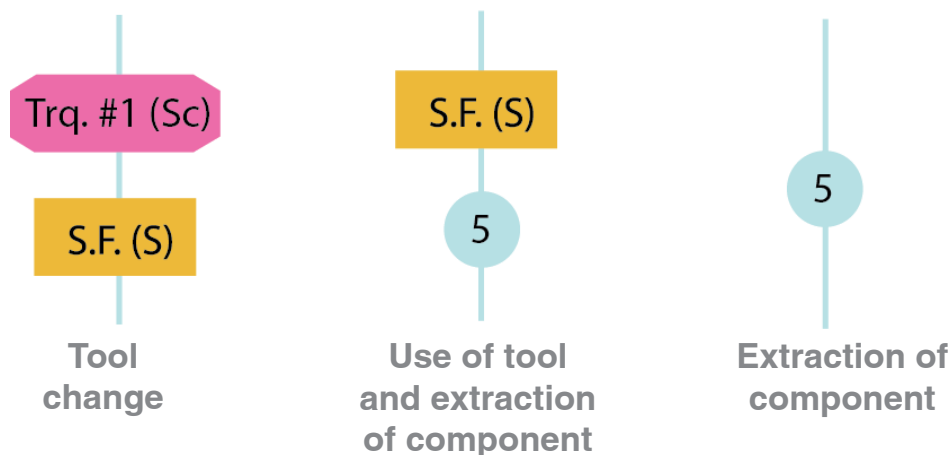 Trq. #1 (Sc)
S.F. (S)
Tool
change
S.F. (S)
5
Use of tool
and extraction
of component
5
Extraction of
component